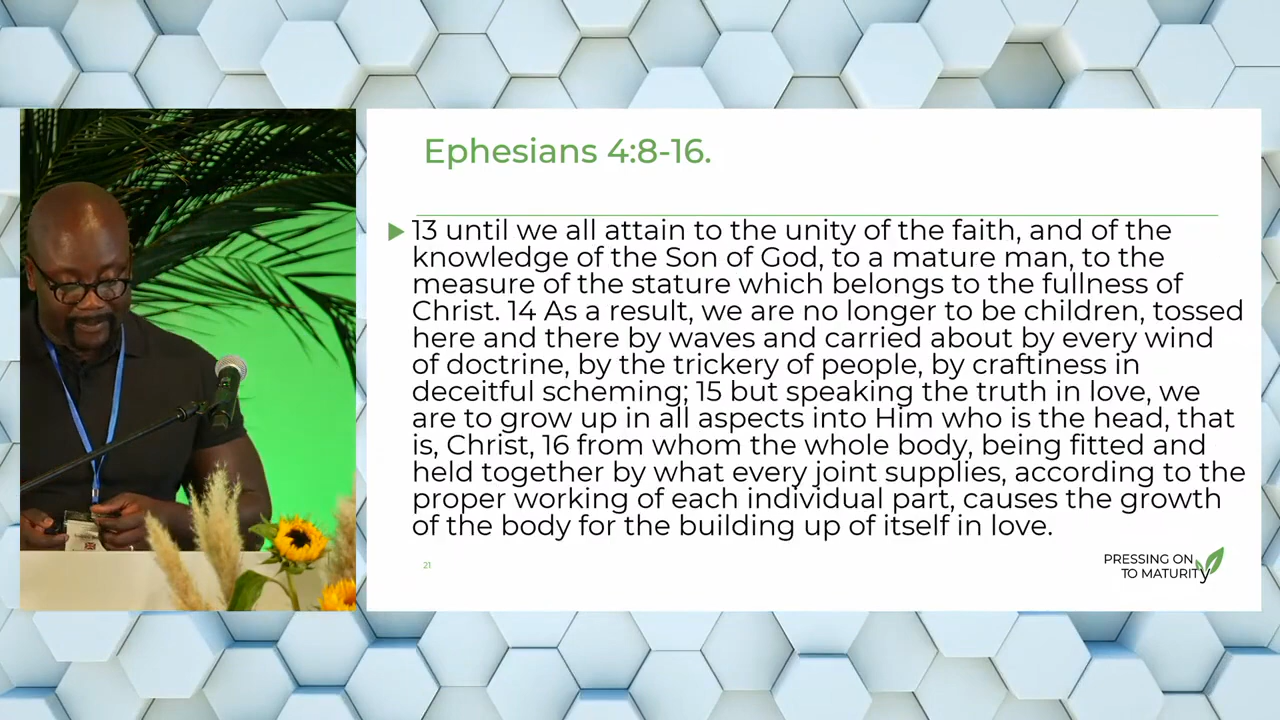 Ephesians 4:8-16.
13 until we all attain to the unity of the faith, and of the
knowledge of the Son of God, to a mature man, to the
measure of the stature which belongs to the fullness of
Christ. 14 As a result, we are no longer to be children, tossed
here and there by waves and carried about by every wind
of doctrine, by the trickery of people, by craftiness in
deceitful scheming; 15 but speaking the truth in love, we
are to grow up in all aspects into Him who is the head, that
is, Christ, 16 from whom the whole body, being fitted and
held together by what every joint supplies, according to the
proper working of each individual part, causes the growth
of the body for the building up of itself in love.
21
PRESSING ON
TO MATURITY